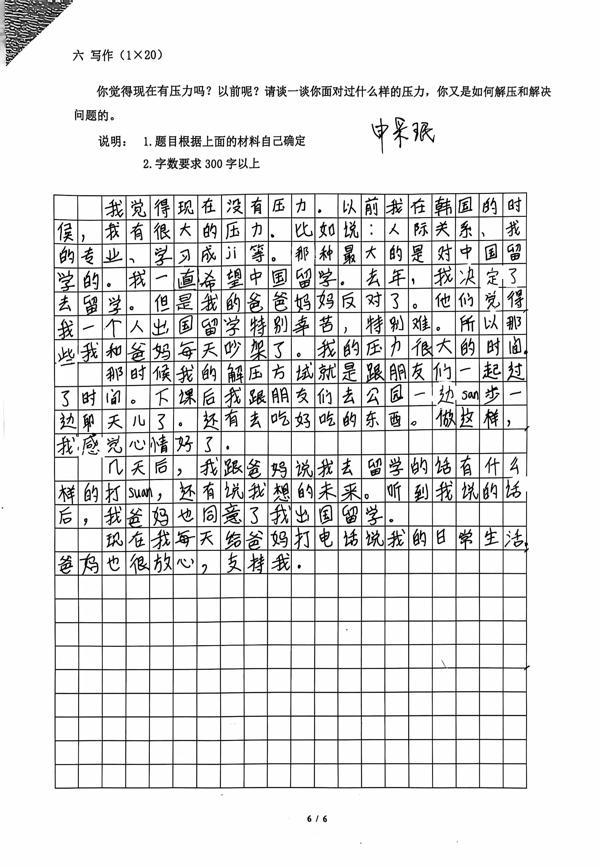 六 写作（1×20）
你觉得现在有压力吗？以前呢？请谈一谈你面对过什么样的压力，你又是如何解压和解决
问题的。
说明： 1.题目根据上面的材料自己确定
2.字数要求 300 字以上
申杲珉
我觉得现在没有压力．以前我在韩国的时
候，我有很大的压力．比如说：人际关系、我
的专业、学习成ji等。那种最大的是对中国留
学的．我一直希望中国留学．去年，我决定了
去留学．但是我的爸爸妈妈反对了．他们觉得
我一个人出国留学特别辛苦，特别难．所以那
些我和爸妈每天吵架了．我的压力很大的时间．
那时候我的解压方试就是跟朋友们一起过
了时间．下课后我跟朋友们去公园一边san步一
边聊天儿了．还有去吃好吃的东西．做这样，
我感觉心情好了．
几天后，我跟爸妈说我去留学的话有什么
样的打suan，还有说我想的未来。听到我说的话
后，我爸妈也同意了我出国留学．
现在我每天给爸妈打电话说我的日常生活．
爸妈也很放心，支持我．
6 / 6